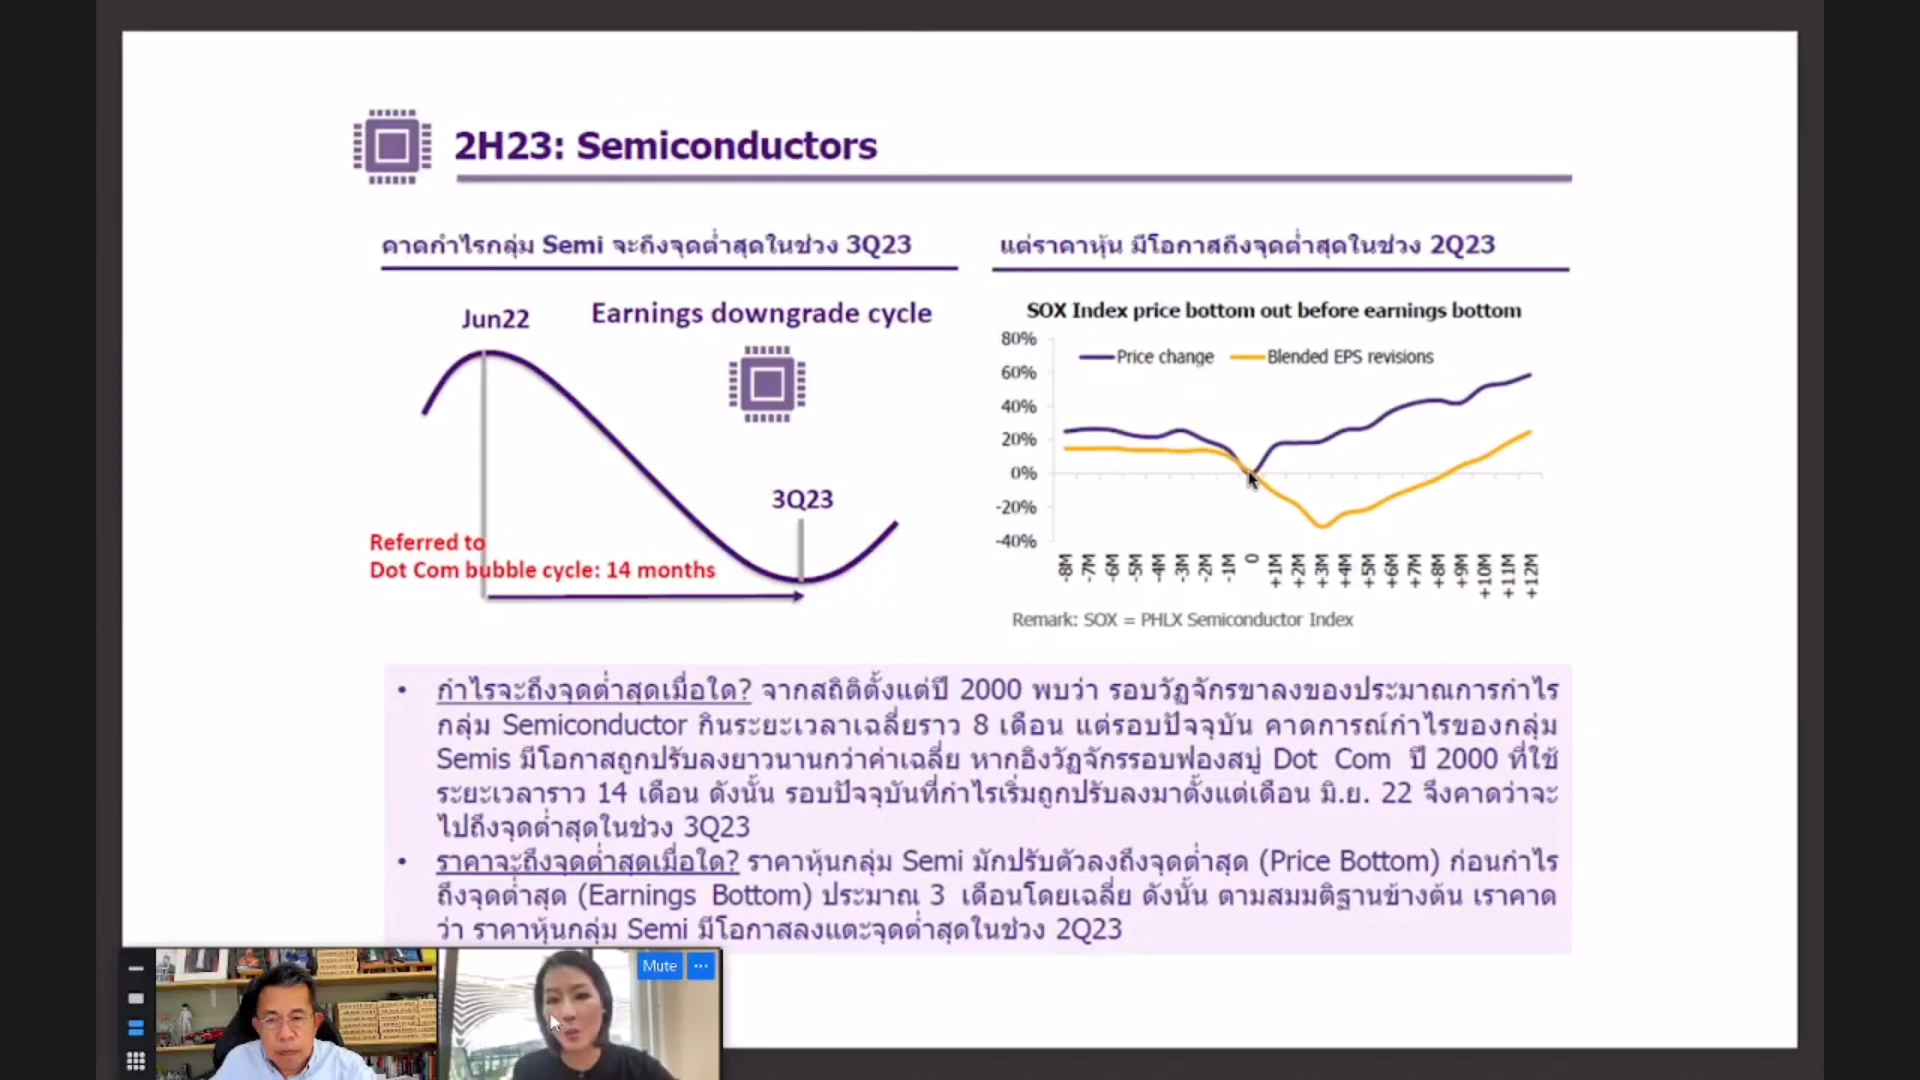 2H23: Semiconductors
คาดกำไรกลุ่ม Semi จะถึงจุดต่ำสุดในช่วง 3Q23
Jun22
Earnings downgrade cycle
3Q23
Referred to
Dot Com bubble cycle: 14 months
แต่ราคาหุ้น มีโอกาสถึงจุดต่ำสุดในช่วง 2Q23
SOX Index price bottom out before earnings bottom
80%
Price change
Blended EPS revisions
60%
40%
20%
0%
-20%
-40%
-8M -7M -6M -5M -4M -3M -2M -1M 0 +1M +2M +3M +4M +5M +6M +7M +8M +9M +10M +11M +12M
Remark: SOX = PHLX Semiconductor Index
• กำไรจะถึงจุดต่ำสุดเมื่อใด? จากสถิติตั้งแต่ปี 2000 พบว่า รอบวัฏจักรขาลงของประมาณการกำไร
กลุ่ม Semiconductor กินระยะเวลาเฉลี่ยราว 8 เดือน แต่รอบปัจจุบัน คาดการณ์กำไรของกลุ่ม
Semis มีโอกาสถูกปรับลงยาวนานกว่าค่าเฉลี่ย หากอิงวัฏจักรรอบฟองสบู่ Dot Com ปี 2000 ที่ใช้
ระยะเวลาราว 14 เดือน ดังนั้น รอบปัจจุบันที่กำไรเริ่มถูกปรับลงมาตั้งแต่เดือน มิ.ย. 22 จึงคาดว่าจะ
ไปถึงจุดต่ำสุดในช่วง 3Q23
• ราคาจะถึงจุดต่ำสุดเมื่อใด? ราคาหุ้นกลุ่ม Semi มักปรับตัวลงถึงจุดต่ำสุด (Price Bottom) ก่อนกำไร
ถึงจุดต่ำสุด (Earnings Bottom) ประมาณ 3 เดือนโดยเฉลี่ย ดังนั้น ตามสมมติฐานข้างต้น เราคาด
ว่า ราคาหุ้นกลุ่ม Semi มีโอกาสลงแตะจุดต่ำสุดในช่วง 2Q23
Mute